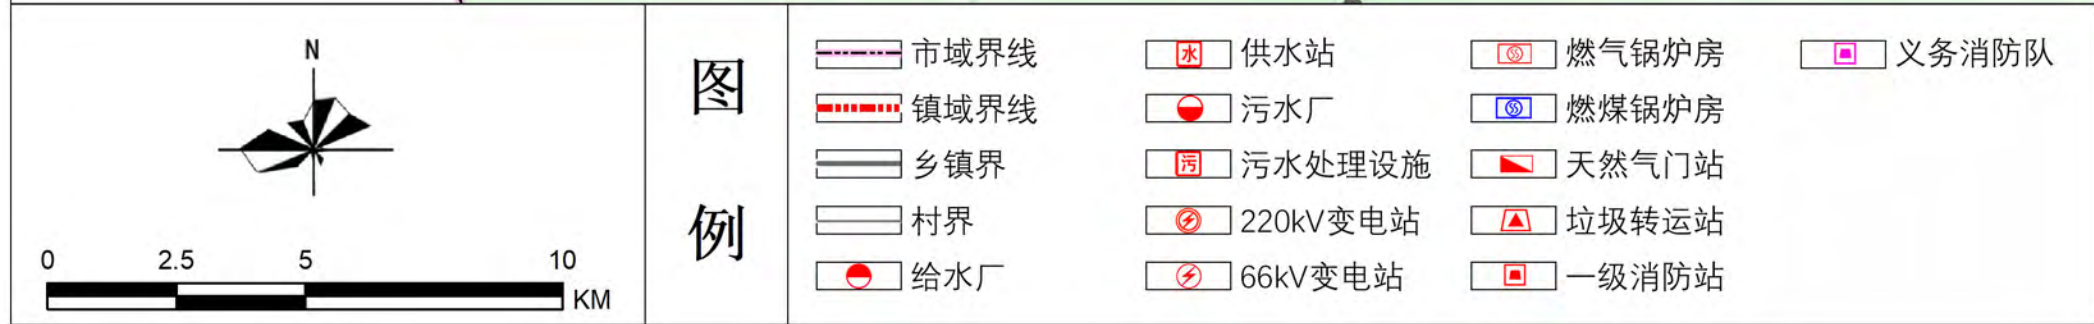 N
0 2.5 5 10
KM
图
例
市域界线
镇域界线
乡镇界
村界
给水厂
水 供水站
污水厂
污 污水处理设施
220kV变电站
66kV变电站
燃气锅炉房
燃煤锅炉房
天然气门站
垃圾转运站
一级消防站
义务消防队